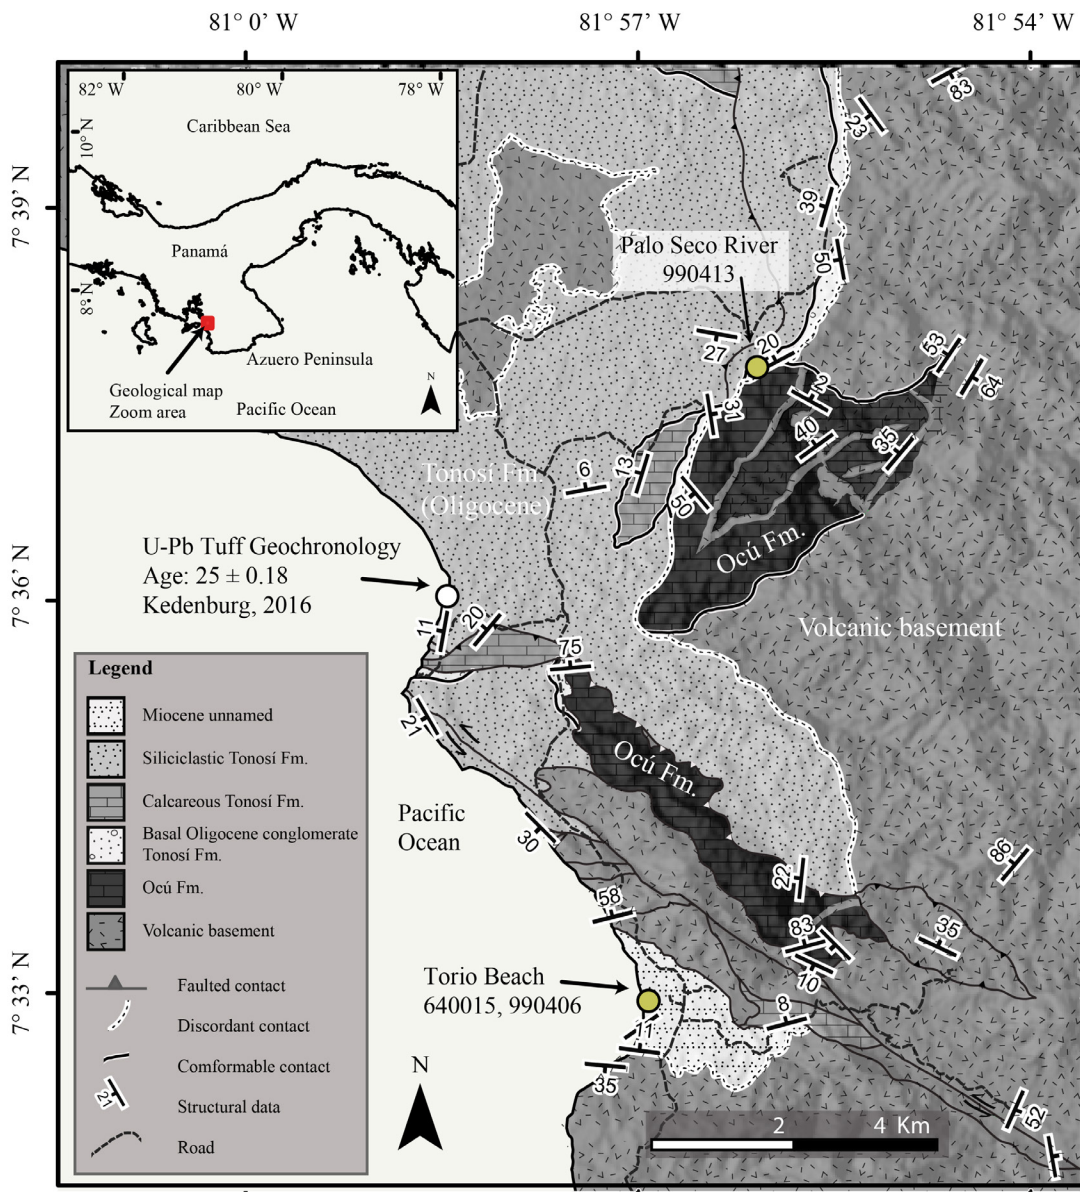 81° 0’ W
81° 57’ W
81° 54’ W
7° 39’ N
7° 36’ N
7° 33’ N
82° W
80° W
78° W
10° N
8° N
Caribbean Sea
Panamá
Azuero Peninsula
Geological map
Zoom area
Pacific Ocean
N
83
23
39
50
Palo Seco River
990413
27
20
53
64
2
37
40
35
13
6
50
Tonosí Fm.
(Oligocene)
Ocú Fm.
U-Pb Tuff Geochronology
Age: 25 ± 0.18
Kedenburg, 2016
Volcanic basement
11
20
75
21
Ocú Fm.
Pacific
Ocean
30
22
86
58
83
35
10
Torio Beach
640015, 990406
8
11
35
52
N
2
4 Km
Legend
Miocene unnamed
Siliciclastic Tonosí Fm.
Calcareous Tonosí Fm.
Basal Oligocene conglomerate
Tonosí Fm.
Ocú Fm.
Volcanic basement
Faulted contact
Discordant contact
Comformable contact
21
Structural data
Road